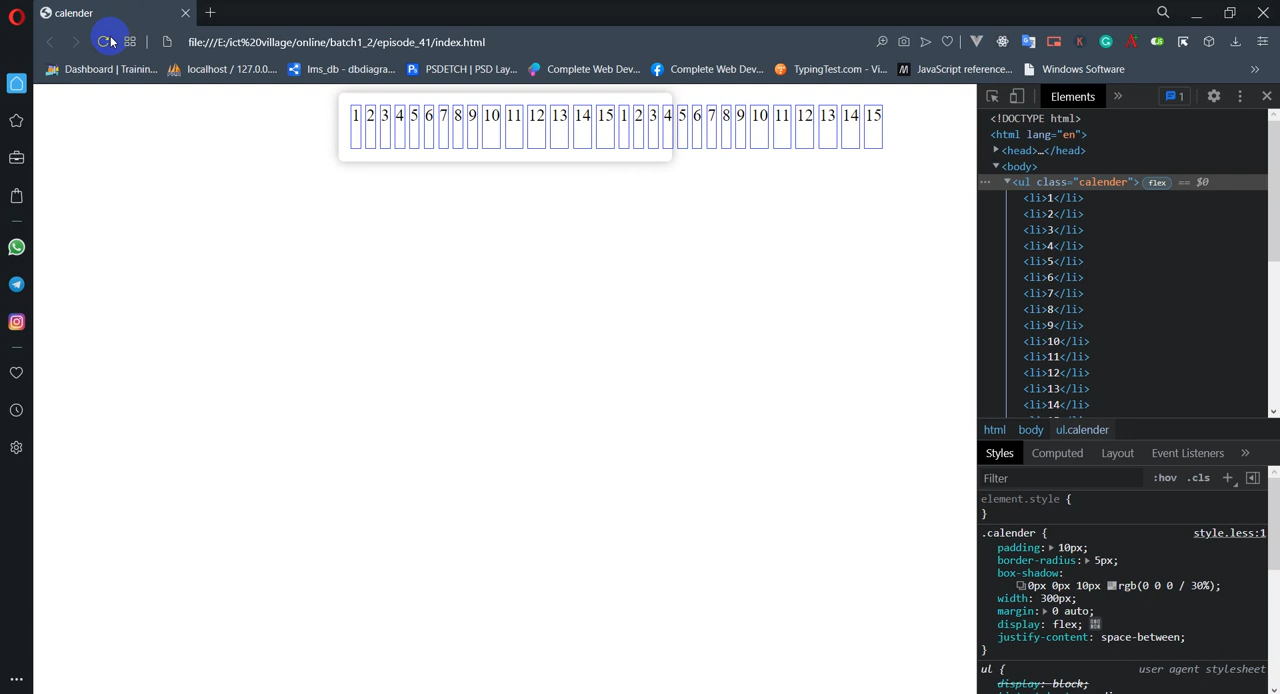 calender
file:///E:/ict%20village/online/batch1_2/episode_41/index.html
Dashboard | Trainin... localhost / 127.0.0.... lms_db - dbdiagra... PSDETCH | PSD Lay... Complete Web Dev... Complete Web Dev... TypingTest.com - Vi... JavaScript reference... Windows Software
1 2 3 4 5 6 7 8 9 10 11 12 13 14 15 1 2 3 4 5 6 7 8 9 10 11 12 13 14 15
Elements 1
<!DOCTYPE html>
<html lang="en">
<head>…</head>
<body>
<ul class="calender"> flex == $0
<li>1</li>
<li>2</li>
<li>3</li>
<li>4</li>
<li>5</li>
<li>6</li>
<li>7</li>
<li>8</li>
<li>9</li>
<li>10</li>
<li>11</li>
<li>12</li>
<li>13</li>
<li>14</li>
html body ul.calender
Styles Computed Layout Event Listeners
Filter :hov .cls
element.style {
}
.calender { style.less:1
padding: 10px;
border-radius: 5px;
box-shadow:
0px 0px 10px rgb(0 0 0 / 30%);
width: 300px;
margin: 0 auto;
display: flex;
justify-content: space-between;
}
ul { user agent stylesheet
display: block;